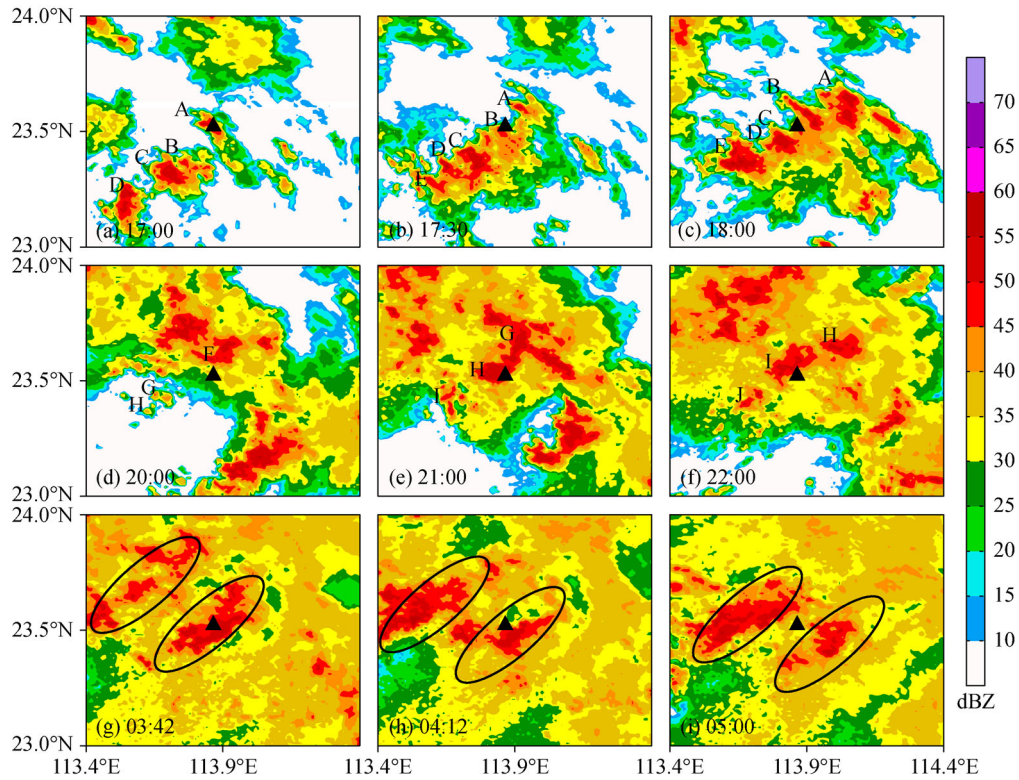 24.0°N
23.5°N
23.0°N
A
B
C
D
(a) 17:00
A
B
C
D
E
(b) 17:30
A
B
C
D
E
(c) 18:00
24.0°N
23.5°N
23.0°N
F
G
H
(d) 20:00
G
H
I
(e) 21:00
H
I
J
(f) 22:00
24.0°N
23.5°N
23.0°N
(g) 03:42
(h) 04:12
(i) 05:00
113.4°E 113.9°E 113.4°E 113.9°E 113.4°E 113.9°E 114.4°E
70
65
60
55
50
45
40
35
30
25
20
15
10
dBZ